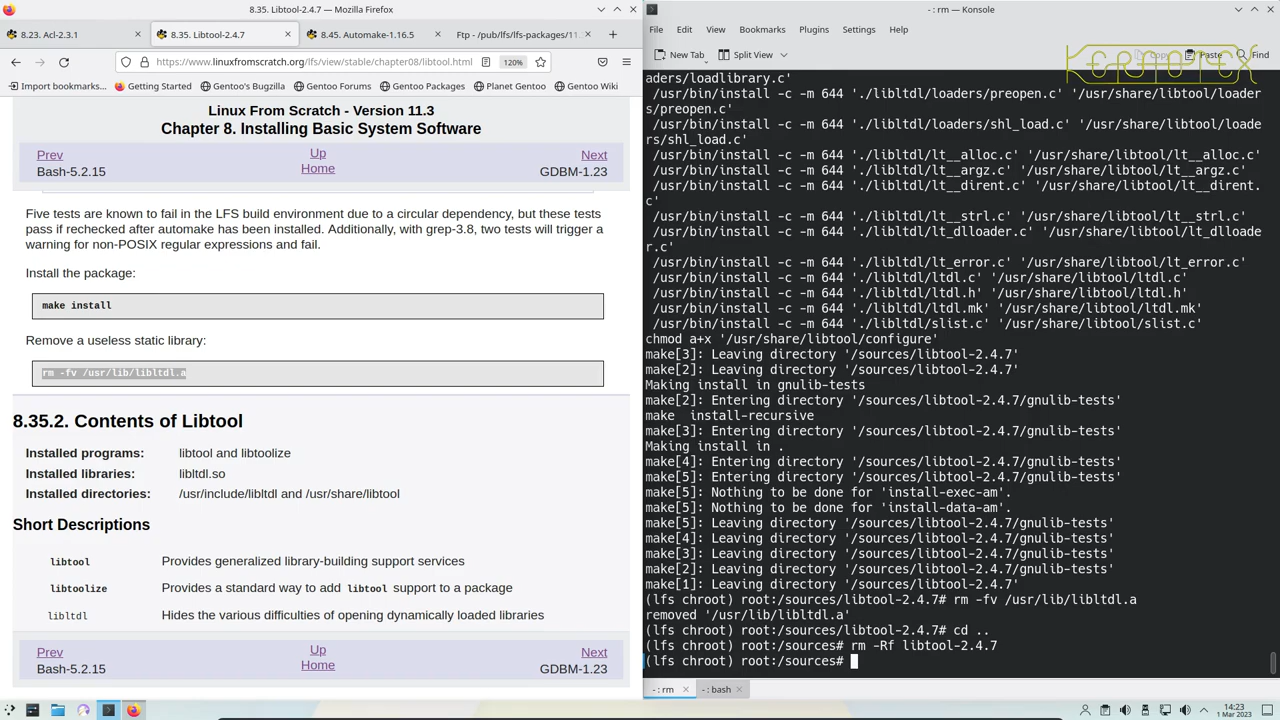 8.35. Libtool-2.4.7 — Mozilla Firefox
8.23. Acl-2.3.1
8.35. Libtool-2.4.7
8.45. Automake-1.16.5
Ftp - /pub/lfs/lfs-packages/11.
https://www.linuxfromscratch.org/lfs/view/stable/chapter08/libtool.html
120%
Import bookmarks...
Getting Started
Gentoo's Bugzilla
Gentoo Forums
Gentoo Packages
Planet Gentoo
Gentoo Wiki
Linux From Scratch - Version 11.3
Chapter 8. Installing Basic System Software
Prev
Up
Next
Bash-5.2.15
Home
GDBM-1.23
Five tests are known to fail in the LFS build environment due to a circular dependency, but these tests
pass if rechecked after automake has been installed. Additionally, with grep-3.8, two tests will trigger a
warning for non-POSIX regular expressions and fail.
Install the package:
make install
Remove a useless static library:
rm -fv /usr/lib/libltdl.a
8.35.2. Contents of Libtool
Installed programs: libtool and libtoolize
Installed libraries: libltdl.so
Installed directories: /usr/include/libltdl and /usr/share/libtool
Short Descriptions
libtool Provides generalized library-building support services
libtoolize Provides a standard way to add libtool support to a package
libltdl Hides the various difficulties of opening dynamically loaded libraries
Prev
Up
Next
Bash-5.2.15
Home
GDBM-1.23
- : rm — Konsole
File Edit View Bookmarks Plugins Settings Help
New Tab
Split View
Copy
Paste
Find
KERAPLEX
aders/loadlibrary.c'
/usr/bin/install -c -m 644 './libltdl/loaders/preopen.c' '/usr/share/libtool/loader
s/preopen.c'
/usr/bin/install -c -m 644 './libltdl/loaders/shl_load.c' '/usr/share/libtool/loade
rs/shl_load.c'
/usr/bin/install -c -m 644 './libltdl/lt__alloc.c' '/usr/share/libtool/lt__alloc.c'
/usr/bin/install -c -m 644 './libltdl/lt__argz.c' '/usr/share/libtool/lt__argz.c'
/usr/bin/install -c -m 644 './libltdl/lt__dirent.c' '/usr/share/libtool/lt__dirent.
c'
/usr/bin/install -c -m 644 './libltdl/lt__strl.c' '/usr/share/libtool/lt__strl.c'
/usr/bin/install -c -m 644 './libltdl/lt_dlloader.c' '/usr/share/libtool/lt_dlloade
r.c'
/usr/bin/install -c -m 644 './libltdl/lt_error.c' '/usr/share/libtool/lt_error.c'
/usr/bin/install -c -m 644 './libltdl/ltdl.c' '/usr/share/libtool/ltdl.c'
/usr/bin/install -c -m 644 './libltdl/ltdl.h' '/usr/share/libtool/ltdl.h'
/usr/bin/install -c -m 644 './libltdl/ltdl.mk' '/usr/share/libtool/ltdl.mk'
/usr/bin/install -c -m 644 './libltdl/slist.c' '/usr/share/libtool/slist.c'
chmod a+x '/usr/share/libtool/configure'
make[3]: Leaving directory '/sources/libtool-2.4.7'
make[2]: Leaving directory '/sources/libtool-2.4.7'
Making install in gnulib-tests
make[2]: Entering directory '/sources/libtool-2.4.7/gnulib-tests'
make  install-recursive
make[3]: Entering directory '/sources/libtool-2.4.7/gnulib-tests'
Making install in .
make[4]: Entering directory '/sources/libtool-2.4.7/gnulib-tests'
make[5]: Entering directory '/sources/libtool-2.4.7/gnulib-tests'
make[5]: Nothing to be done for 'install-exec-am'.
make[5]: Nothing to be done for 'install-data-am'.
make[5]: Leaving directory '/sources/libtool-2.4.7/gnulib-tests'
make[4]: Leaving directory '/sources/libtool-2.4.7/gnulib-tests'
make[3]: Leaving directory '/sources/libtool-2.4.7/gnulib-tests'
make[2]: Leaving directory '/sources/libtool-2.4.7/gnulib-tests'
make[1]: Leaving directory '/sources/libtool-2.4.7'
(lfs chroot) root:/sources/libtool-2.4.7# rm -fv /usr/lib/libltdl.a
removed '/usr/lib/libltdl.a'
(lfs chroot) root:/sources/libtool-2.4.7# cd ..
(lfs chroot) root:/sources# rm -Rf libtool-2.4.7
(lfs chroot) root:/sources#
- : rm
- : bash
14:23
1 Mar 2023